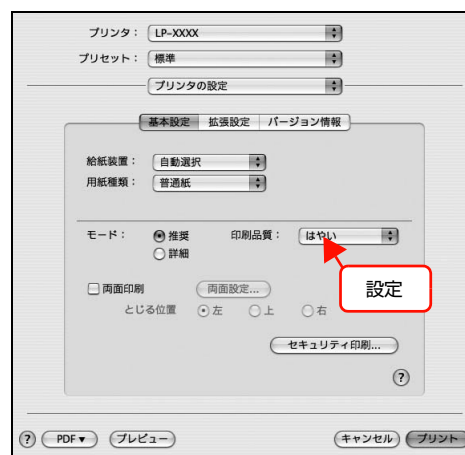 プリンタ： LP-XXXX
プリセット： 標準
プリンタの設定
基本設定 拡張設定 バージョン情報
給紙装置： 自動選択
用紙種類： 普通紙
モード： 推奨 印刷品質： はやい
詳細
設定
両面印刷 両面設定...
とじる位置 左 上 右
セキュリティ印刷...
?
? PDF▼ プレビュー キャンセル プリント